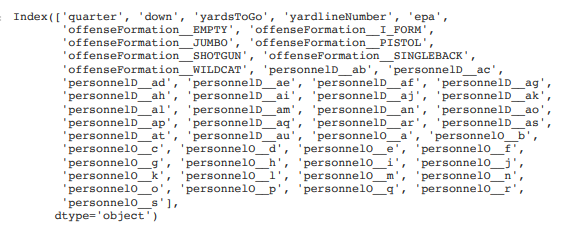 : Index(['quarter', 'down', 'yardsToGo', 'yardlineNumber', 'epa',
'offenseFormation__EMPTY', 'offenseFormation__I_FORM',
'offenseFormation__JUMBO', 'offenseFormation__PISTOL',
'offenseFormation__SHOTGUN', 'offenseFormation__SINGLEBACK',
'offenseFormation__WILDCAT', 'personnelD__ab', 'personnelD__ac',
'personnelD__ad', 'personnelD__ae', 'personnelD__af', 'personnelD__ag',
'personnelD__ah', 'personnelD__ai', 'personnelD__aj', 'personnelD__ak',
'personnelD__al', 'personnelD__am', 'personnelD__an', 'personnelD__ao',
'personnelD__ap', 'personnelD__aq', 'personnelD__ar', 'personnelD__as',
'personnelD__at', 'personnelD__au', 'personnelO__a', 'personnelO__b',
'personnelO__c', 'personnelO__d', 'personnelO__e', 'personnelO__f',
'personnelO__g', 'personnelO__h', 'personnelO__i', 'personnelO__j',
'personnelO__k', 'personnelO__l', 'personnelO__m', 'personnelO__n',
'personnelO__o', 'personnelO__p', 'personnelO__q', 'personnelO__r',
'personnelO__s'],
dtype='object')